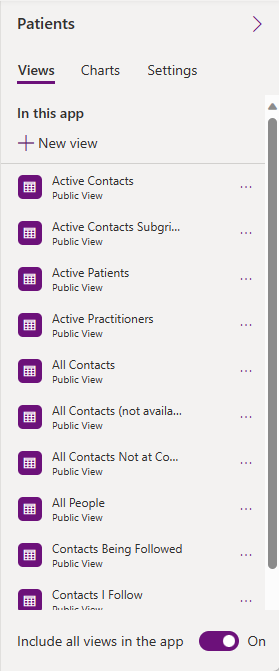 Patients
Views Charts Settings
In this app
New view
Active Contacts
Public View
Active Contacts Subgri...
Public View
Active Patients
Public View
Active Practitioners
Public View
All Contacts
Public View
All Contacts (not availa...
Public View
All Contacts Not at Co...
Public View
All People
Public View
Contacts Being Followed
Public View
Contacts I Follow
Public View
Include all views in the app On